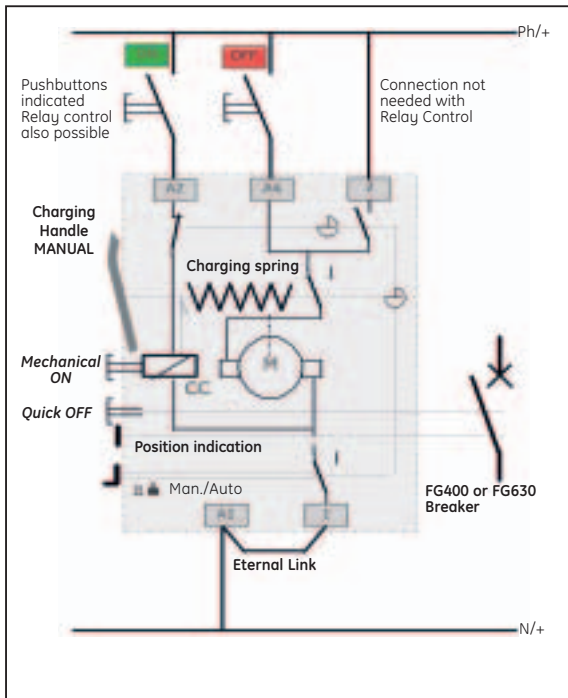 Ph/+
OFF
Pushbuttons
indicated
Relay control
also possible
Connection not
needed with
Relay Control
A2
A4
Charging
Handle
MANUAL
Charging spring
I
M
Mechanical
ON
CC
Quick OFF
Position indication
I
Man./Auto
FG400 or FG630
Breaker
A1
Eternal Link
N/+